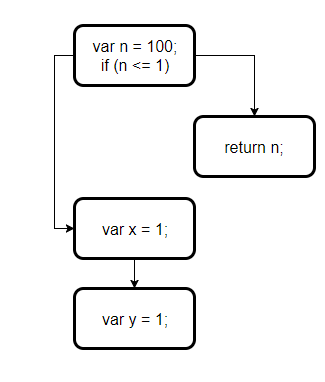 var n = 100;
if (n <= 1)
return n;
var x = 1;
var y = 1;